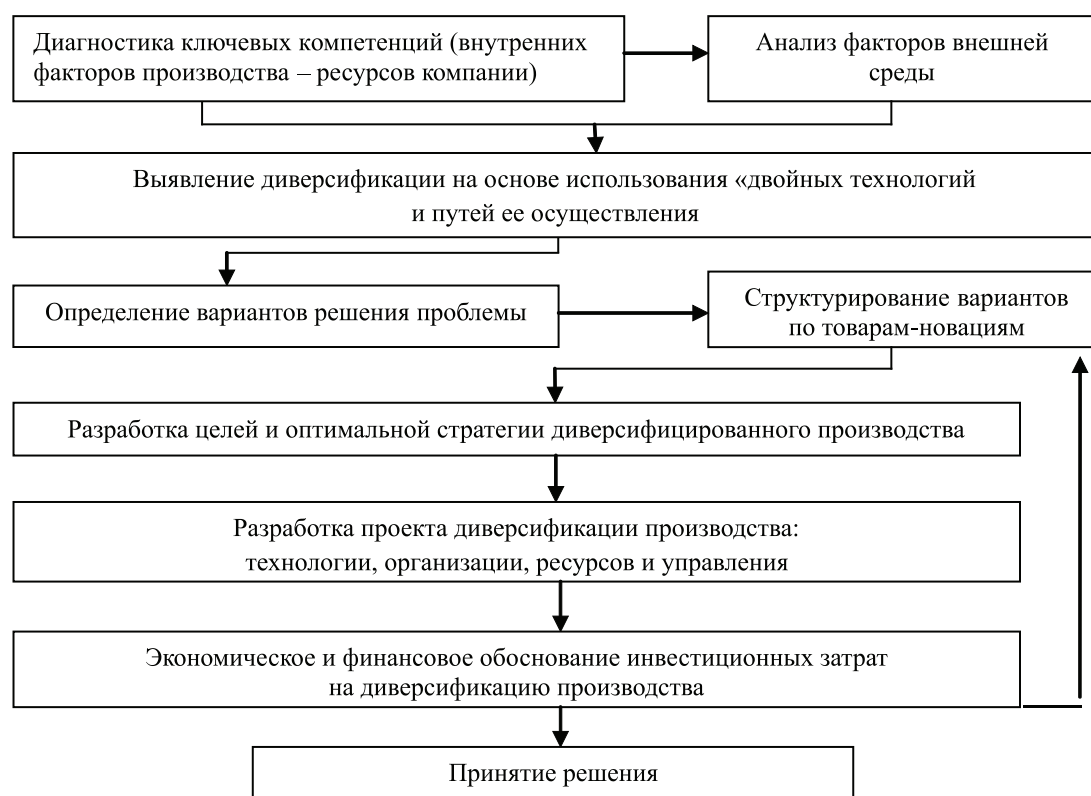 Диагностика ключевых компетенций (внутренних
факторов производства – ресурсов компании)
Анализ факторов внешней
среды
Выявление диверсификации на основе использования «двойных технологий
и путей ее осуществления
Определение вариантов решения проблемы
Структурирование вариантов
по товарам-новациям
Разработка целей и оптимальной стратегии диверсифицированного производства
Разработка проекта диверсификации производства:
технологии, организации, ресурсов и управления
Экономическое и финансовое обоснование инвестиционных затрат
на диверсификацию производства
Принятие решения